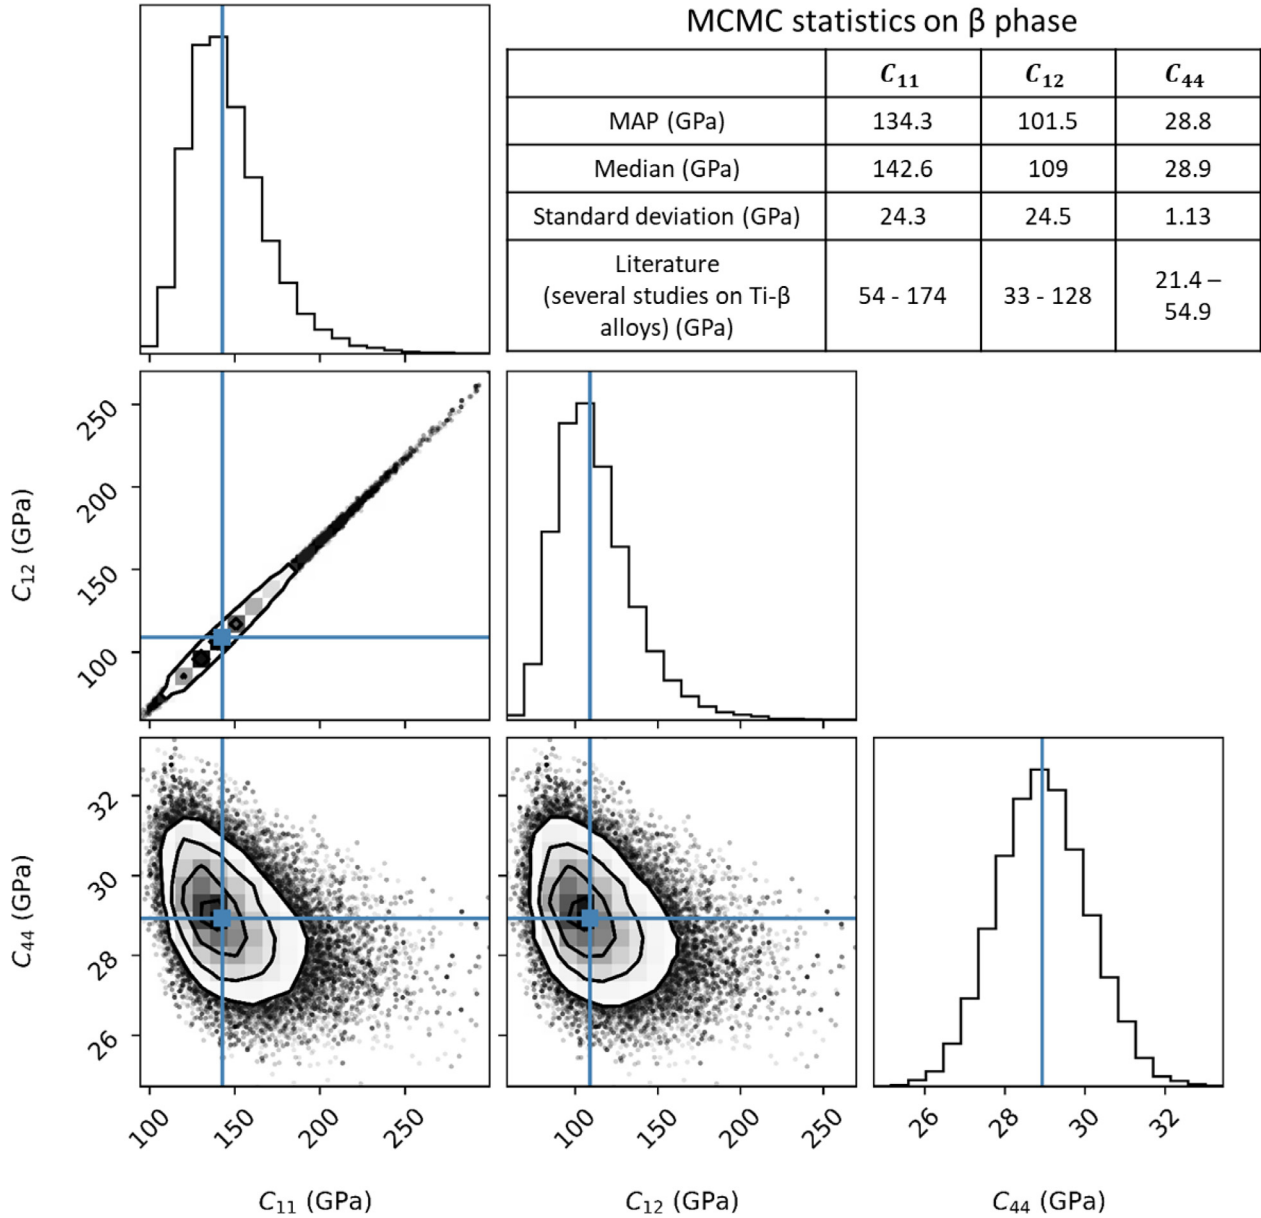 MCMC statistics on β phase
C11 C12 C44
MAP (GPa) 134.3 101.5 28.8
Median (GPa) 142.6 109 28.9
Standard deviation (GPa) 24.3 24.5 1.13
Literature
(several studies on Ti-β
alloys) (GPa)
54 - 174 33 - 128
21.4 –
54.9
250
200
150
100
C12 (GPa)
32
30
28
26
C44 (GPa)
100 150 200 250
C11 (GPa)
100 150 200 250
C12 (GPa)
26 28 30 32
C44 (GPa)